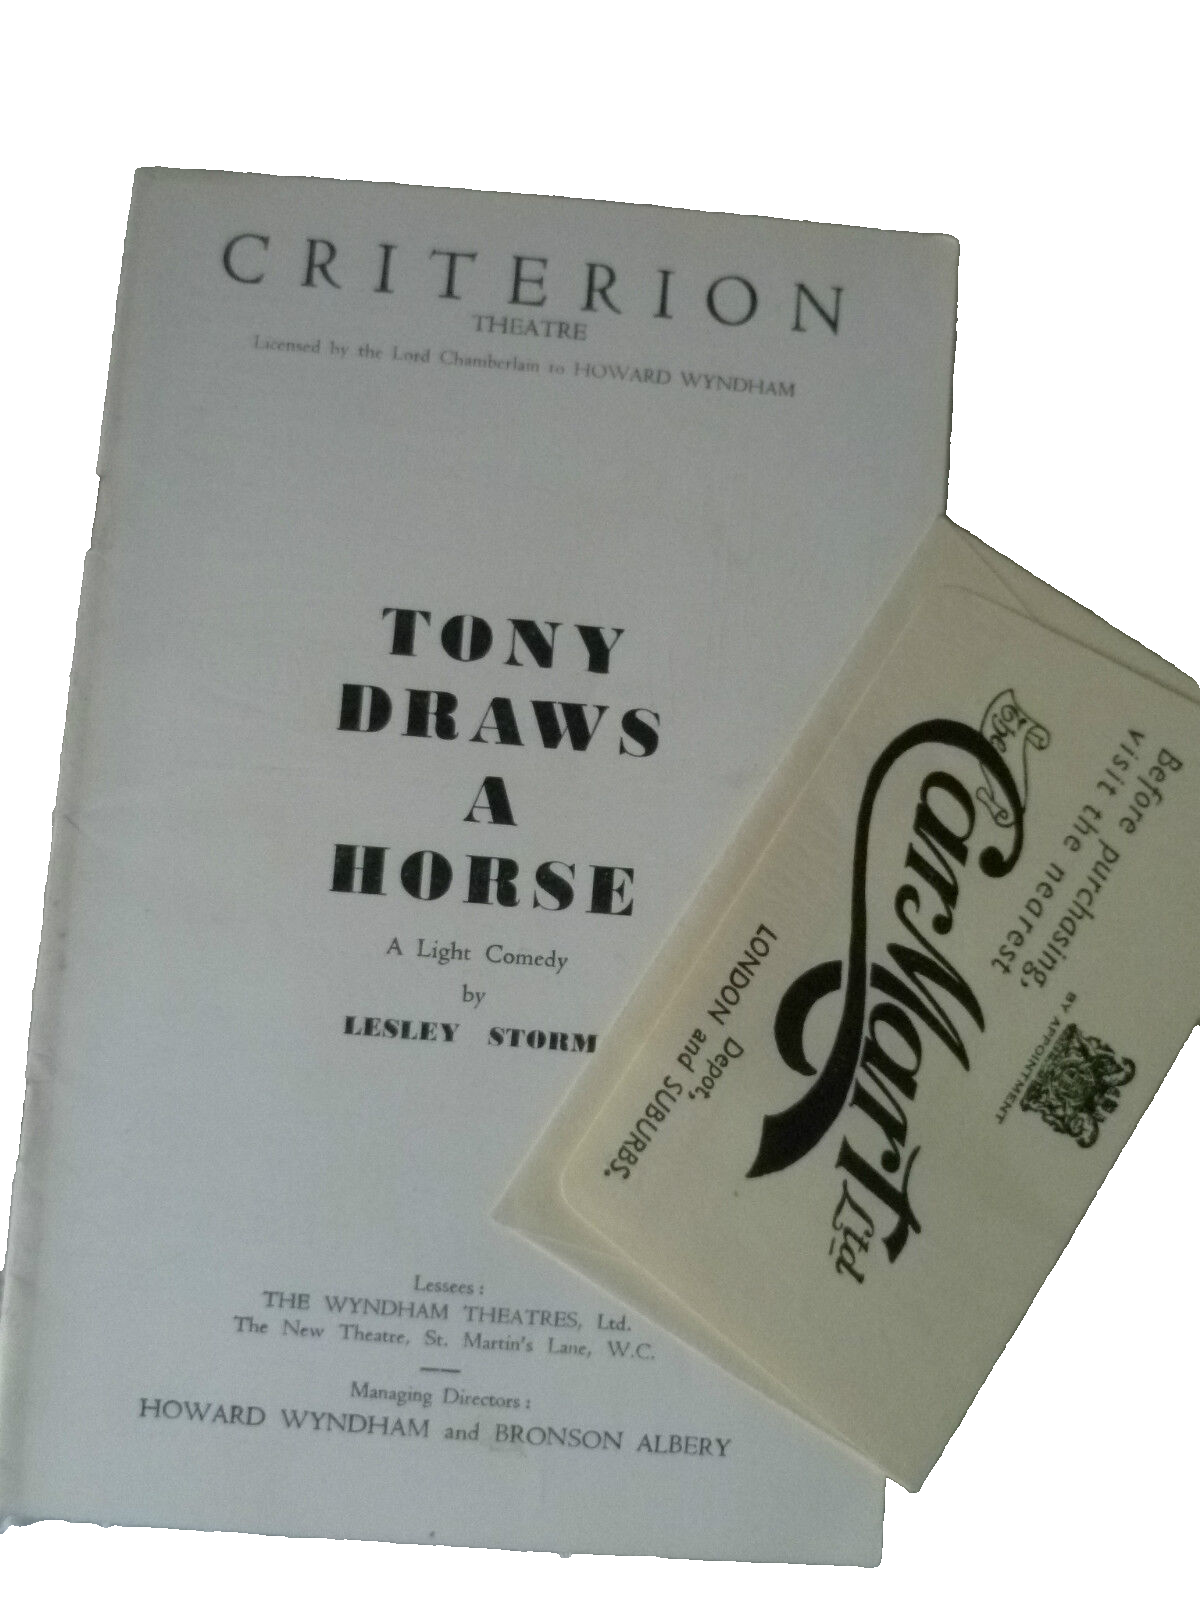 CRITERION
THEATRE
Licensed by the Lord Chamberlain to HOWARD WYNDHAM
TONY
DRAWS
A
HORSE
A Light Comedy
by
LESLEY STORM
Lessees :
THE WYNDHAM THEATRES, Ltd.
The New Theatre, St. Martin's Lane, W.C.
Managing Directors :
HOWARD WYNDHAM and BRONSON ALBERY
Before purchasing,
visit the nearest
BY APPOINTMENT
The
Car Mart Ltd
Depot,
LONDON and SUBURBS.